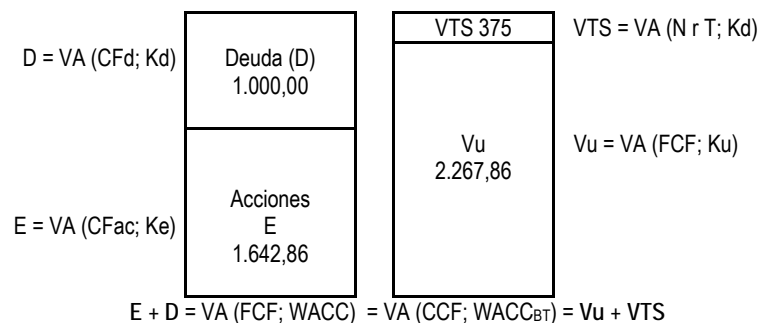 VTS 375
VTS = VA (N r T; Kd)
D = VA (CFd; Kd)
Deuda (D)
1.000,00
Vu
2.267,86
Vu = VA (FCF; Ku)
Acciones
E
1.642,86
E = VA (CFac; Ke)
E + D = VA (FCF; WACC) = VA (CCF; WACCBT) = Vu + VTS